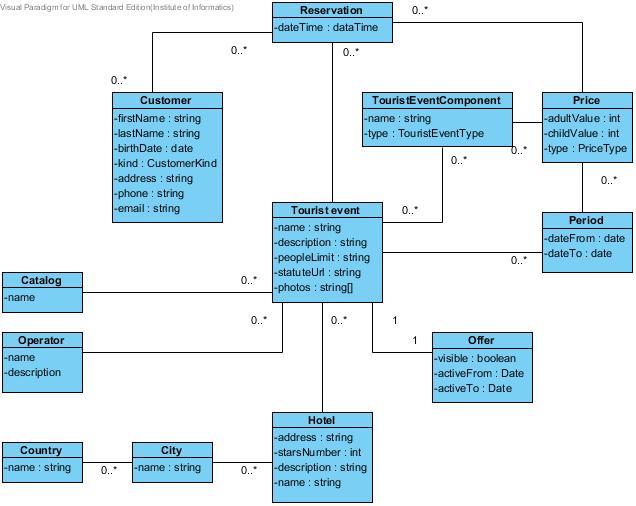 Visual Paradigm for UML Standard Edition(Institute of Informatics)
Reservation
-dateTime : dataTime
0..*
0..*
0..*
0..*
Customer
-firstName : string
-lastName : string
-birthDate : date
-kind : CustomerKind
-address : string
-phone : string
-email : string
TouristEventComponent
-name : string
-type : TouristEventType
0..*
0..*
Price
-adultValue : int
-childValue : int
-type : PriceType
0..*
Tourist event
-name : string
-description : string
-peopleLimit : string
-statuteUrl : string
-photos : string[]
0..*
Period
-dateFrom : date
-dateTo : date
0..*
Catalog
-name
0..*
Operator
-name
-description
0..*
0..*
1
1
Offer
-visible : boolean
-activeFrom : Date
-activeTo : Date
Hotel
-address : string
-starsNumber : int
-description : string
-name : string
Country
-name : string
0..*
City
-name : string
0..*